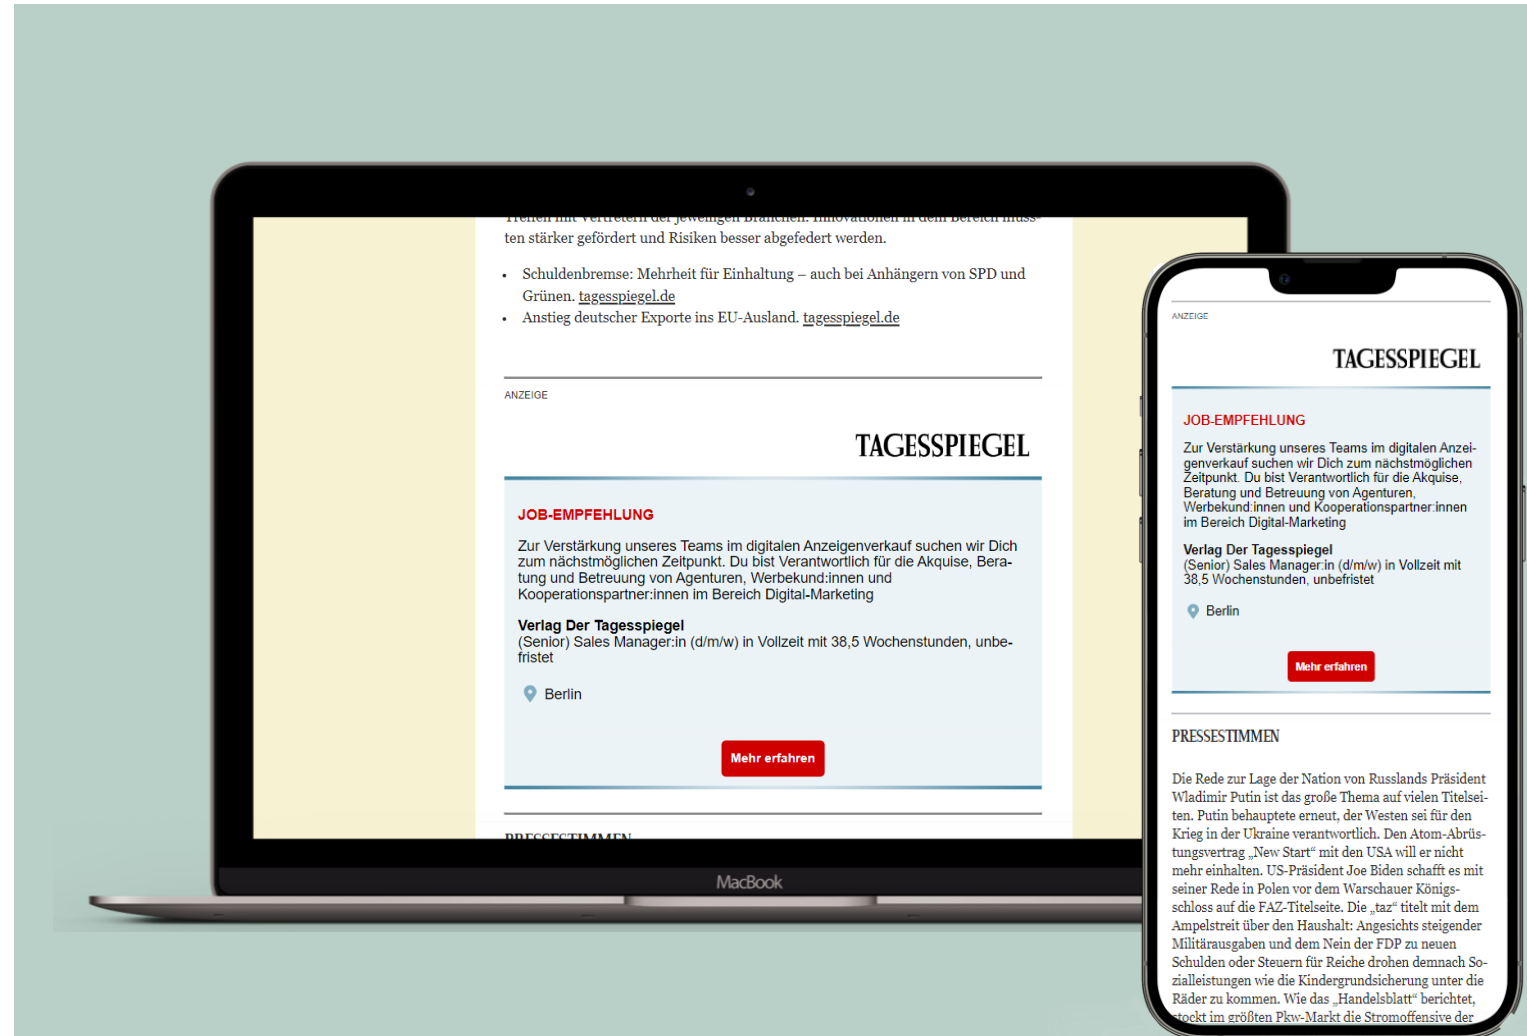 Treffen mit Vertretern der jeweiligen Branchen. Innovationen in dem Bereich müss-
ten stärker gefördert und Risiken besser abgefedert werden.
• Schuldenbremse: Mehrheit für Einhaltung – auch bei Anhängern von SPD und
Grünen. tagesspiegel.de
• Anstieg deutscher Exporte ins EU-Ausland. tagesspiegel.de
ANZEIGE
TAGESSPIEGEL
JOB-EMPFEHLUNG
Zur Verstärkung unseres Teams im digitalen Anzeigenverkauf suchen wir Dich
zum nächstmöglichen Zeitpunkt. Du bist Verantwortlich für die Akquise, Bera-
tung und Betreuung von Agenturen, Werbekund:innen und
Kooperationspartner:innen im Bereich Digital-Marketing
Verlag Der Tagesspiegel
(Senior) Sales Manager:in (d/m/w) in Vollzeit mit 38,5 Wochenstunden, unbe-
fristet
Berlin
Mehr erfahren
PRESSESTIMMEN
MacBook
ANZEIGE
TAGESSPIEGEL
JOB-EMPFEHLUNG
Zur Verstärkung unseres Teams im digitalen Anzei-
genverkauf suchen wir Dich zum nächstmöglichen
Zeitpunkt. Du bist Verantwortlich für die Akquise,
Beratung und Betreuung von Agenturen,
Werbekund:innen und Kooperationspartner:innen
im Bereich Digital-Marketing
Verlag Der Tagesspiegel
(Senior) Sales Manager:in (d/m/w) in Vollzeit mit
38,5 Wochenstunden, unbefristet
Berlin
Mehr erfahren
PRESSESTIMMEN
Die Rede zur Lage der Nation von Russlands Präsident
Wladimir Putin ist das große Thema auf vielen Titelsei-
ten. Putin behauptete erneut, der Westen sei für den
Krieg in der Ukraine verantwortlich. Den Atom-Abrüs-
tungsvertrag „New Start“ mit den USA will er nicht
mehr einhalten. US-Präsident Joe Biden schafft es mit
seiner Rede in Polen vor dem Warschauer Königs-
schloss auf die FAZ-Titelseite. Die „taz“ titelt mit dem
Ampelstreit über den Haushalt: Angesichts steigender
Militärausgaben und dem Nein der FDP zu neuen
Schulden oder Steuern für Reiche drohen demnach So-
zialleistungen wie die Kindergrundsicherung unter die
Räder zu kommen. Wie das „Handelsblatt“ berichtet,
stockt im größten Pkw-Markt die Stromoffensive der